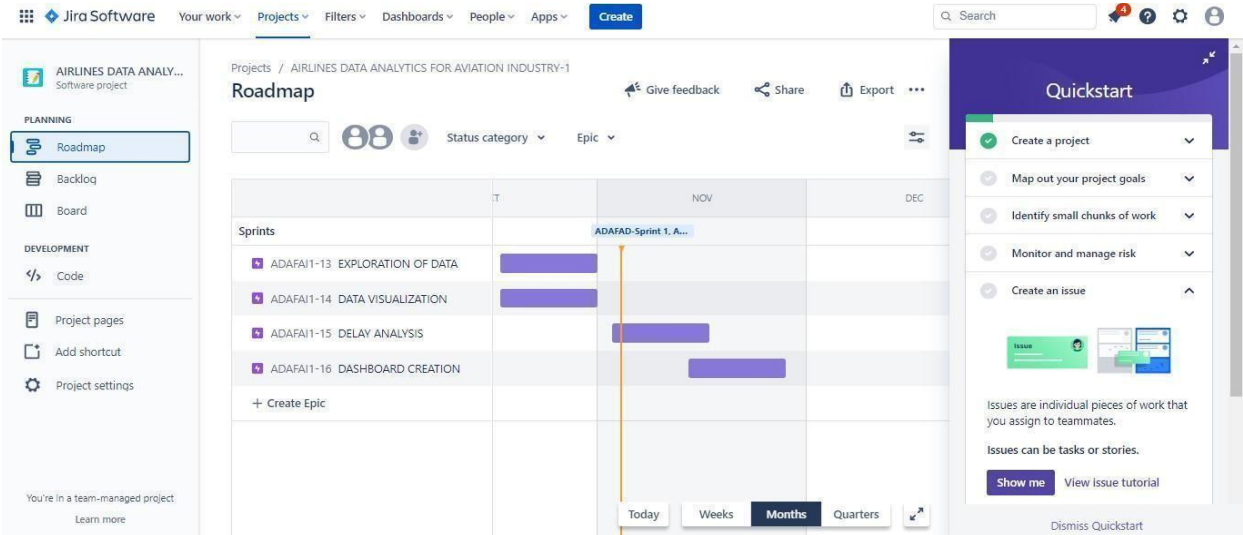 Jira Software Your work Projects Filters Dashboards People Apps Create Search 4
AIRLINES DATA ANALY...
Software project
PLANNING
Roadmap
Backlog
Board
DEVELOPMENT
Code
Project pages
Add shortcut
Project settings
You're in a team-managed project
Learn more
Projects / AIRLINES DATA ANALYTICS FOR AVIATION INDUSTRY-1
Roadmap
Give feedback Share Export
Status category Epic
T NOV DEC
Sprints ADAFAD-Sprint 1, A...
ADAFAI1-13 EXPLORATION OF DATA
ADAFAI1-14 DATA VISUALIZATION
ADAFAI1-15 DELAY ANALYSIS
ADAFAI1-16 DASHBOARD CREATION
+ Create Epic
Today Weeks Months Quarters
Quickstart
Create a project
Map out your project goals
Identify small chunks of work
Monitor and manage risk
Create an issue
Issue
Issues are individual pieces of work that
you assign to teammates.
Issues can be tasks or stories.
Show me View issue tutorial
Dismiss Quickstart